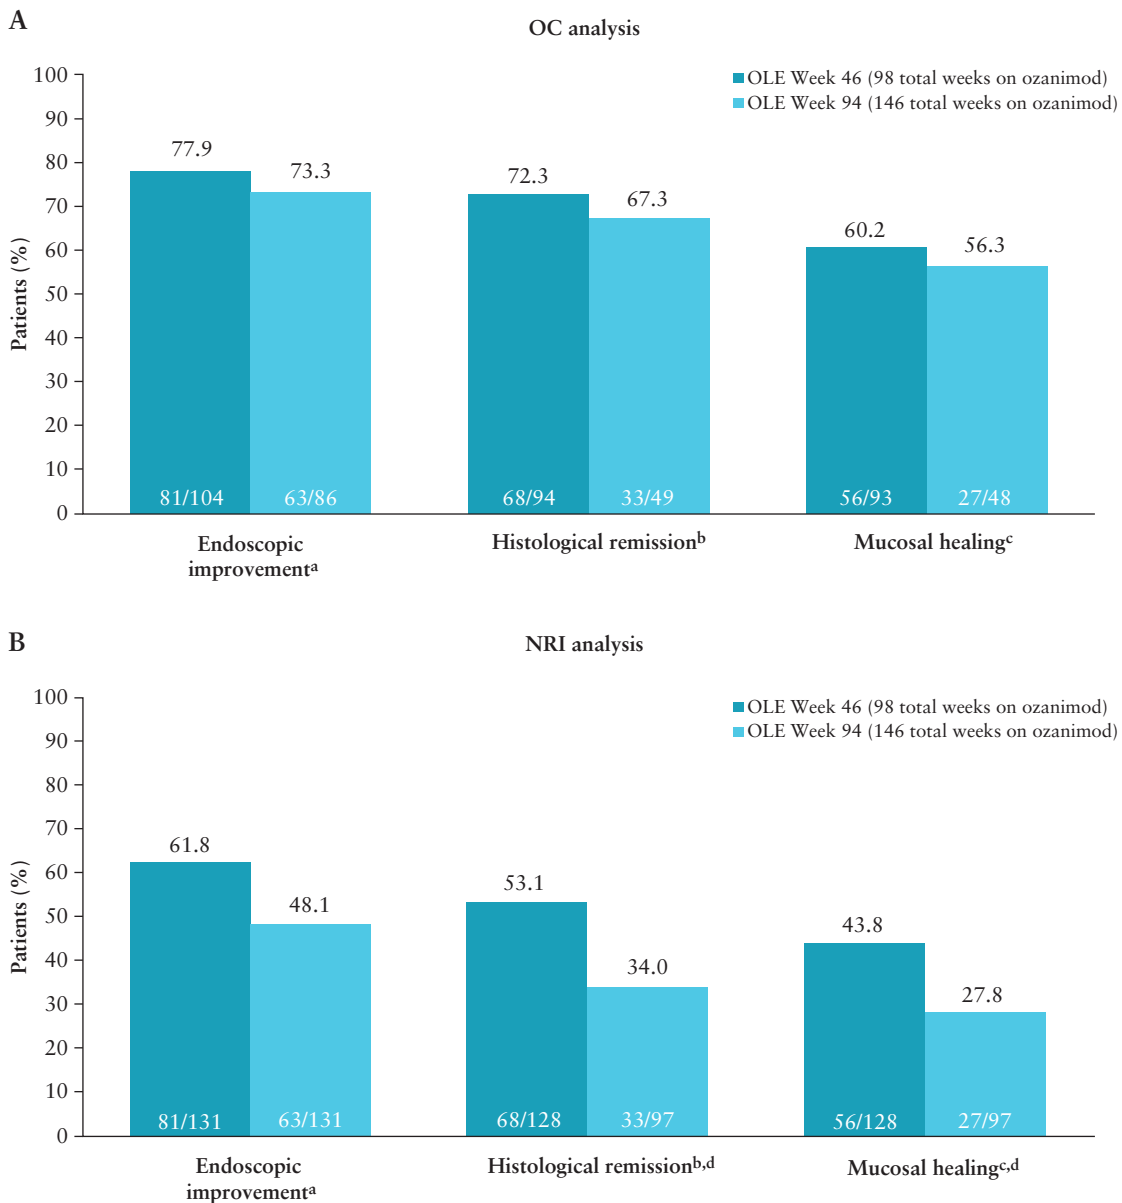 A
OC analysis
OLE Week 46 (98 total weeks on ozanimod)
OLE Week 94 (146 total weeks on ozanimod)
Patients (%)
100
90
80
70
60
50
40
30
20
10
0
77.9
73.3
72.3
67.3
60.2
56.3
81/104
63/86
68/94
33/49
56/93
27/48
Endoscopic
improvementᵃ
Histological remissionᵇ
Mucosal healingᶜ
B
NRI analysis
OLE Week 46 (98 total weeks on ozanimod)
OLE Week 94 (146 total weeks on ozanimod)
Patients (%)
100
90
80
70
60
50
40
30
20
10
0
61.8
48.1
53.1
34.0
43.8
27.8
81/131
63/131
68/128
33/97
56/128
27/97
Endoscopic
improvementᵃ
Histological remissionᵇ,ᵈ
Mucosal healingᶜ,ᵈ